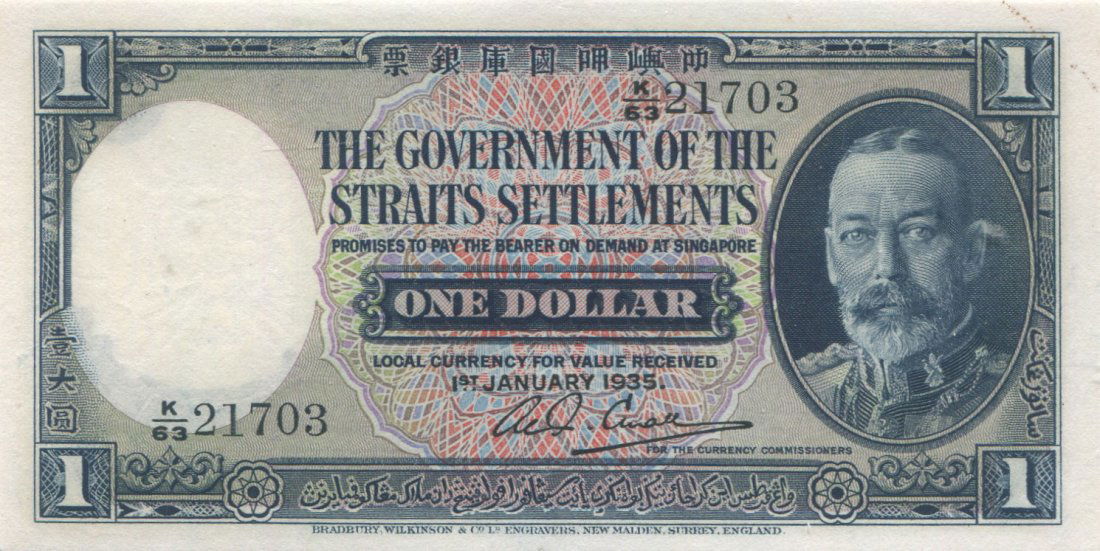 1
叻嶼呷國庫銀票
1
K/63 21703
THE GOVERNMENT OF THE
STRAITS SETTLEMENTS
PROMISES TO PAY THE BEARER ON DEMAND AT SINGAPORE
ONE DOLLAR
LOCAL CURRENCY FOR VALUE RECEIVED
1ST JANUARY 1935.
壹大圆
K/63 21703
FOR THE CURRENCY COMMISSIONERS
1
1
BRADBURY, WILKINSON & Co. Ld. ENGRAVERS, NEW MALDEN, SURREY, ENGLAND.